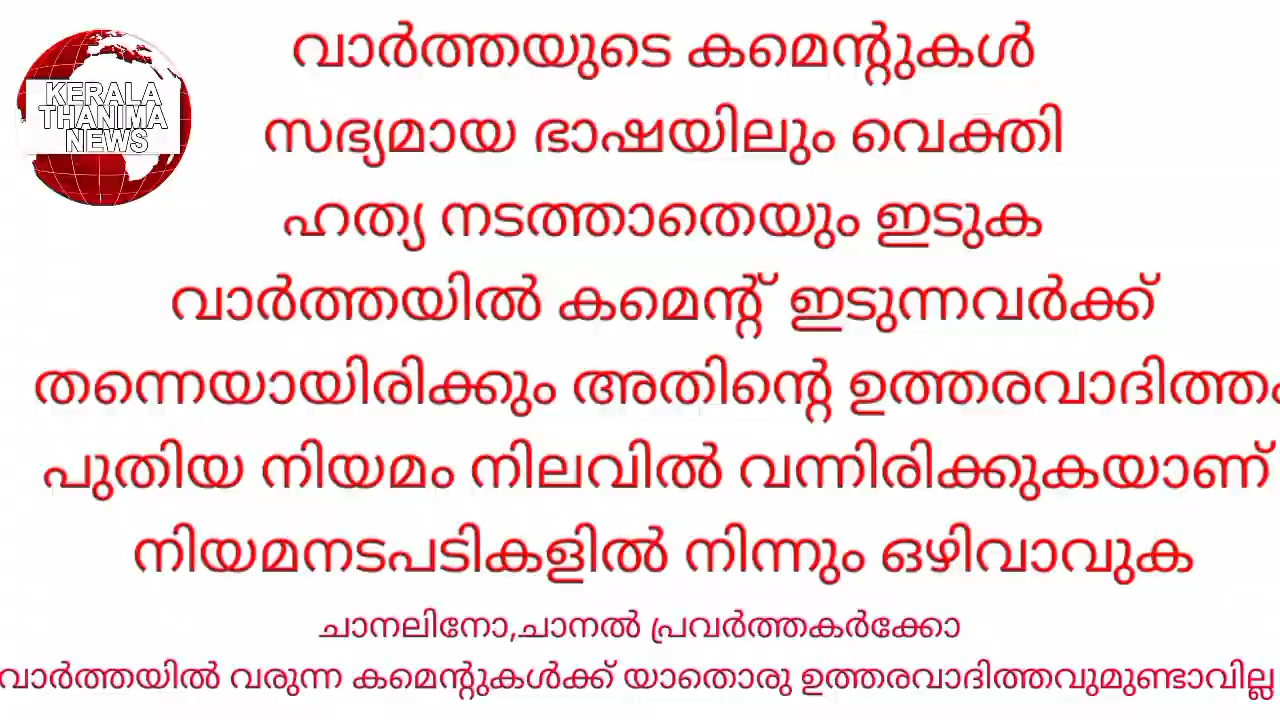 KERALA
THANIMA
NEWS
വാർത്തയുടെ കമെന്റുകൾ
സഭ്യമായ ഭാഷയിലും വെക്തി
ഹത്യ നടത്താതെയും ഇടുക
വാർത്തയിൽ കമെന്റ് ഇടുന്നവർക്ക്
തന്നെയായിരിക്കും അതിന്റെ ഉത്തരവാദിത്തം
പുതിയ നിയമം നിലവിൽ വന്നിരിക്കുകയാണ്
നിയമനടപടികളിൽ നിന്നും ഒഴിവാവുക
ചാനലിനോ,ചാനൽ പ്രവർത്തകർക്കോ
വാർത്തയിൽ വരുന്ന കമെന്റുകൾക്ക് യാതൊരു ഉത്തരവാദിത്തവുമുണ്ടാവില്ല